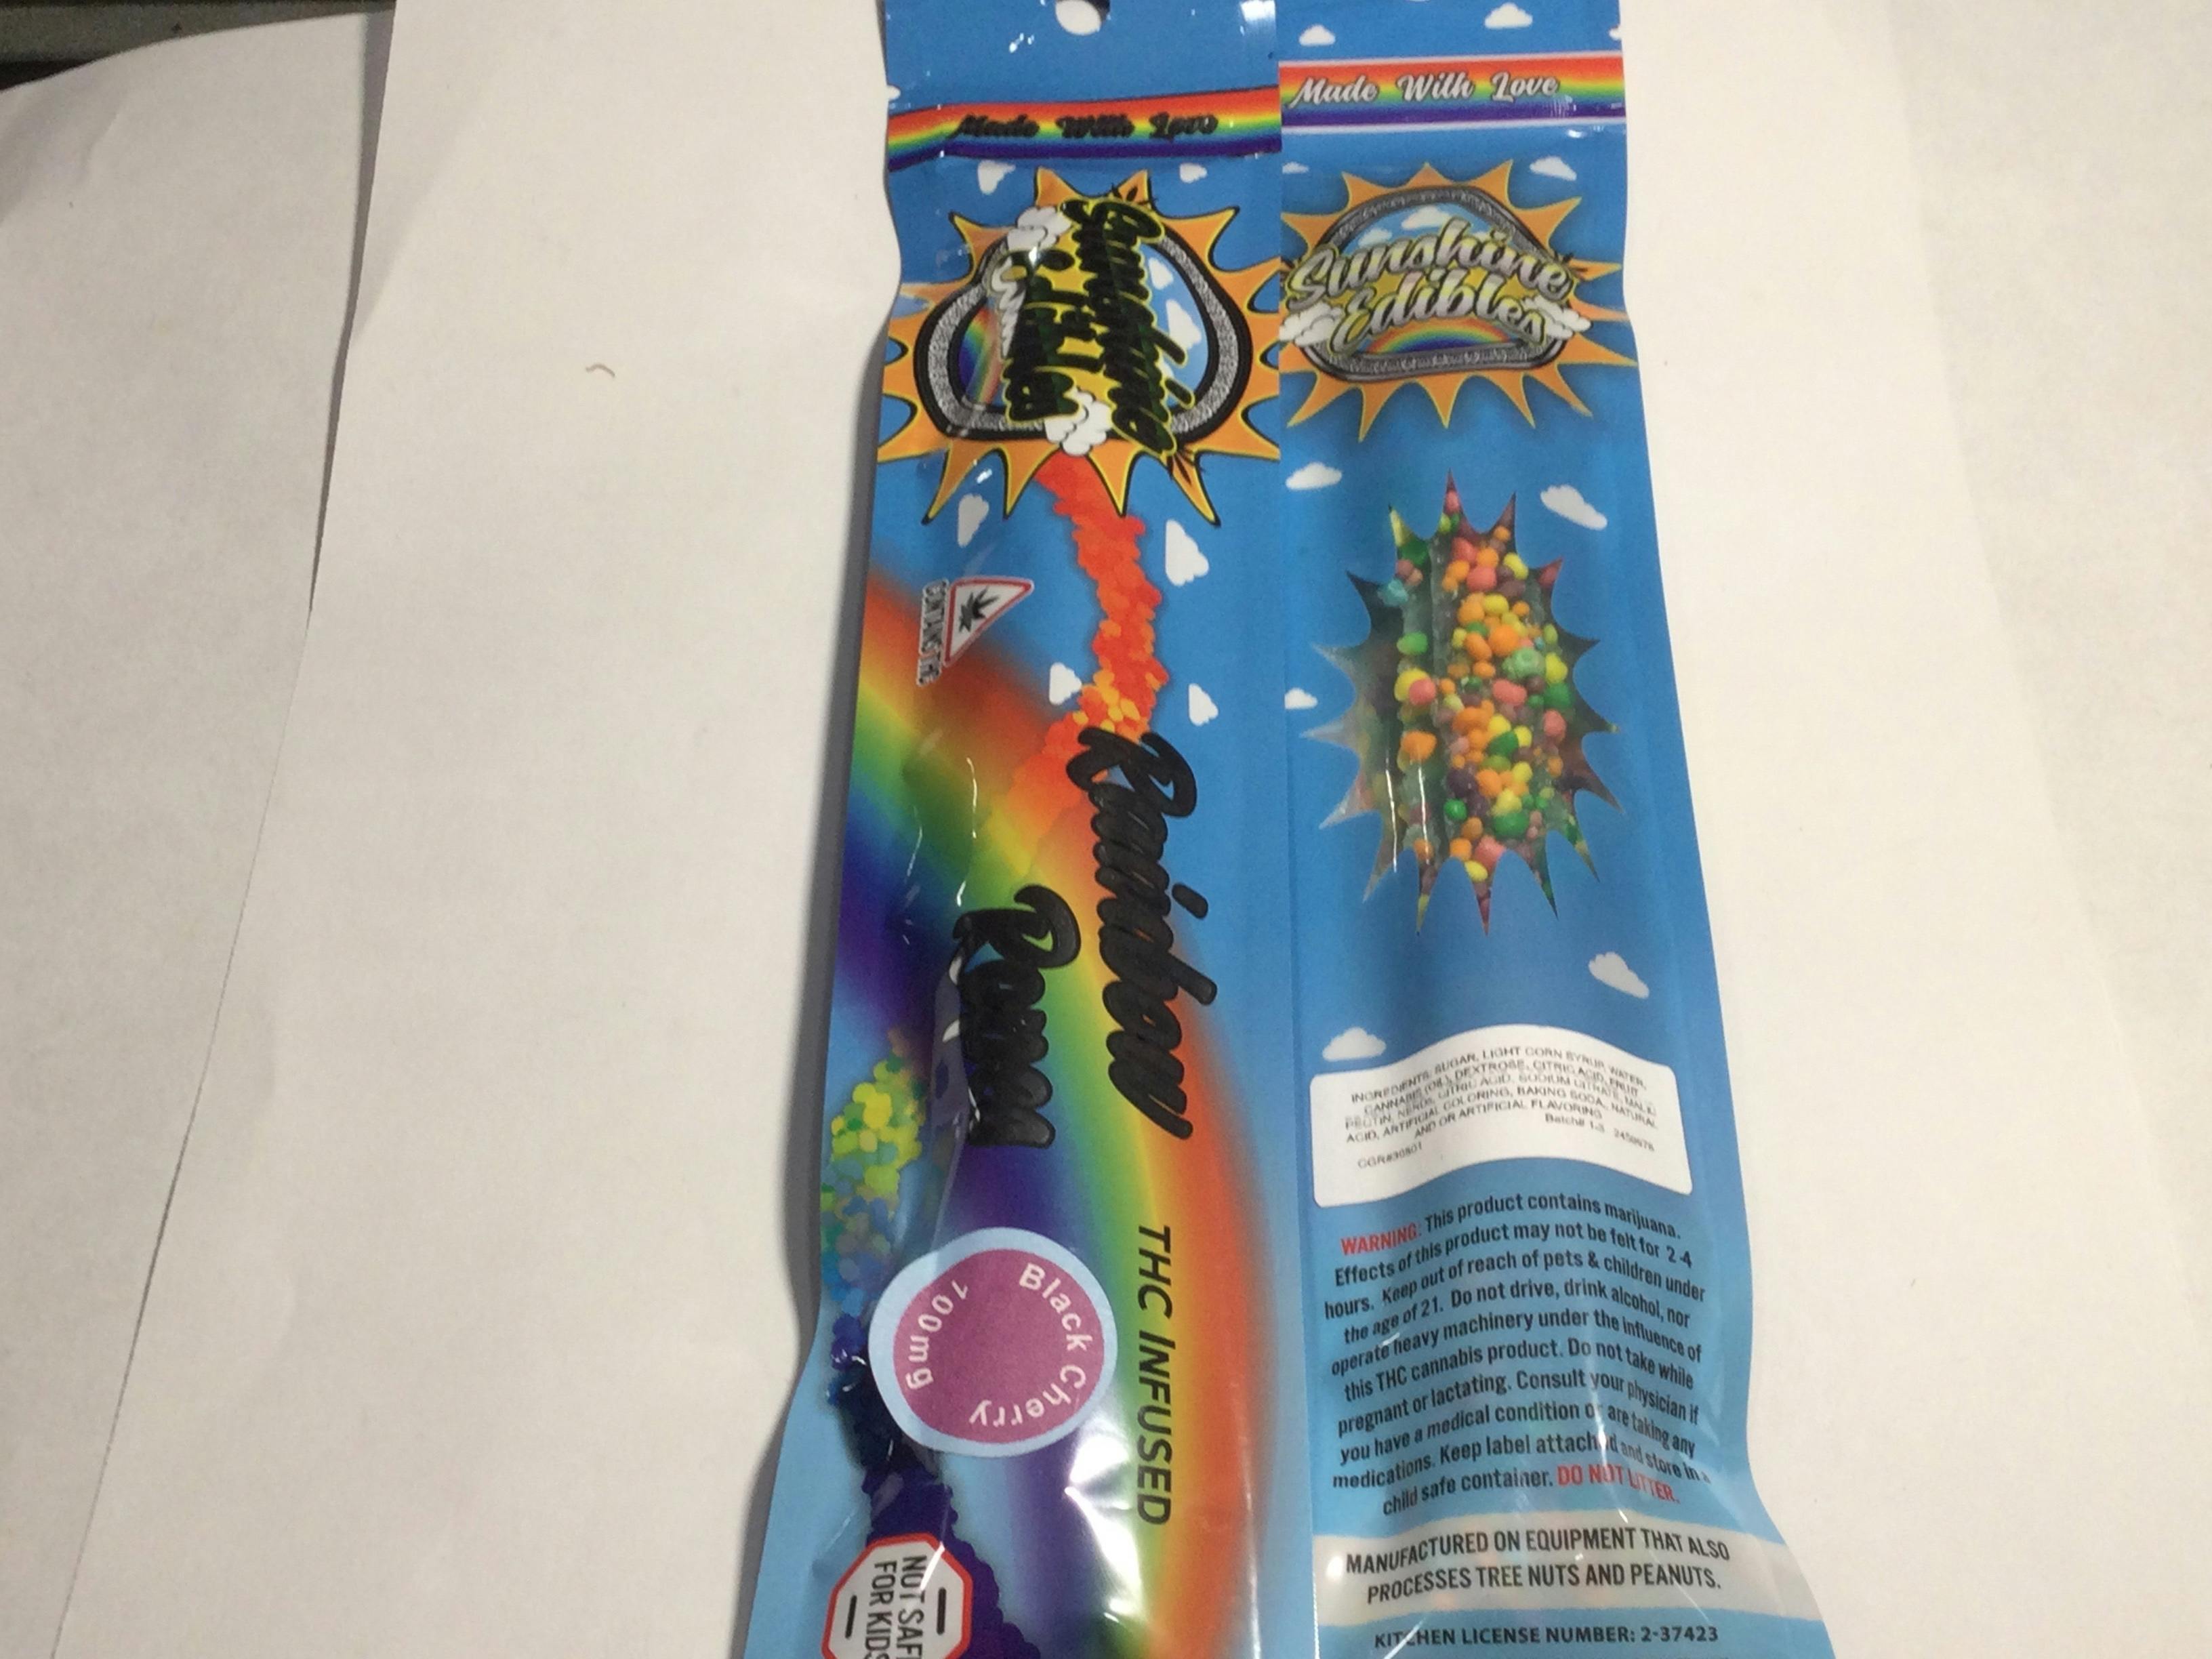 Made With Love
Sunshine
Edibles
CONTAINS THC
Rainbow
Ropes
THC INFUSED
Black Cherry
100mg
NOT SAFE
FOR KIDS
Made With Love
Sunshine
Edibles
INGREDIENTS: SUGAR, LIGHT CORN SYRUP, WATER,
CANNABIS (OIL), DEXTROSE, CITRIC ACID, FRUIT
PECTIN, NERDS, CITRIC ACID, SODIUM CITRATE, MALIC
ACID, ARTIFICIAL COLORING, BAKING SODA, NATURAL
AND OR ARTIFICIAL FLAVORING
Batch# 1.3
WARNING: This product contains marijuana.
Effects of this product may not be felt for 2-4
hours. Keep out of reach of pets & children under
the age of 21. Do not drive, drink alcohol, nor
operate heavy machinery under the influence of
this THC cannabis product. Do not take while
pregnant or lactating. Consult your physician if
you have a medical condition or are taking any
medications. Keep label attached and store in a
child safe container. DO NOT LITTER.
MANUFACTURED ON EQUIPMENT THAT ALSO
PROCESSES TREE NUTS AND PEANUTS.
KITCHEN LICENSE NUMBER: 2-37423